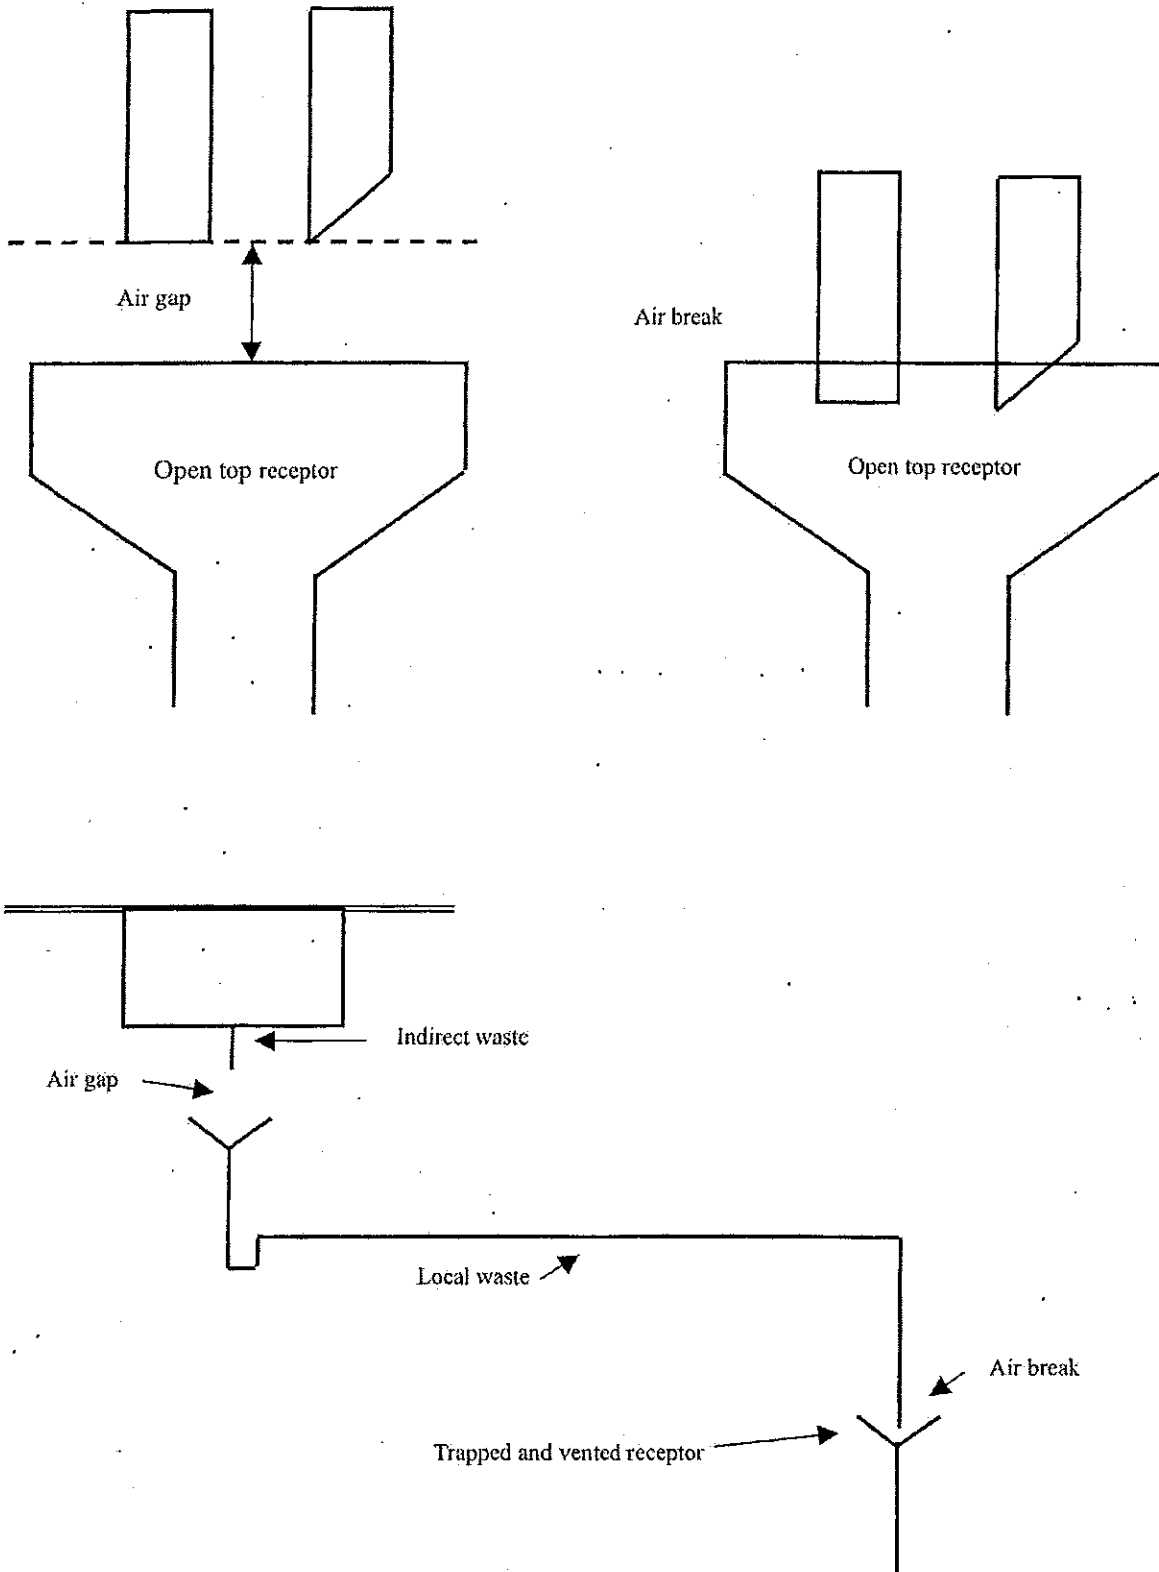 Air gap
Air break
Open top receptor
Open top receptor
Indirect waste
Air gap
Local waste
Air break
Trapped and vented receptor